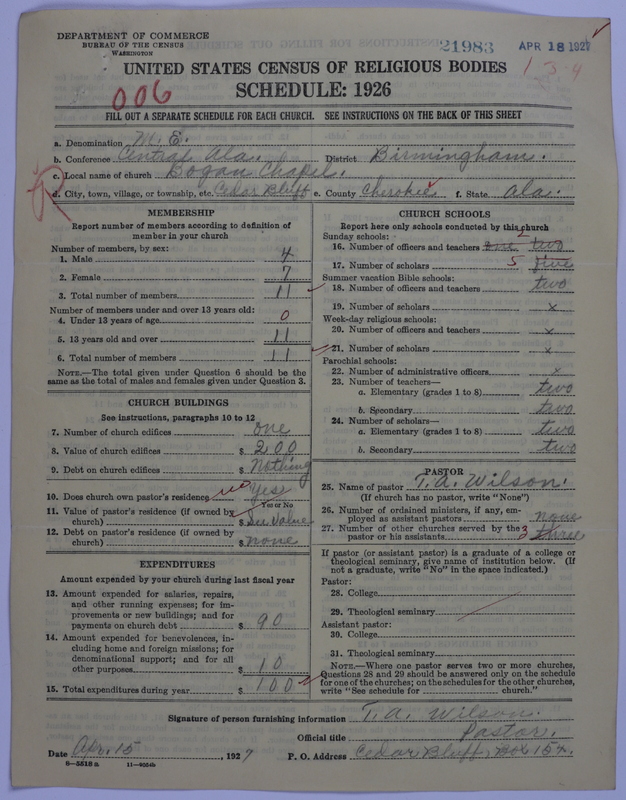 DEPARTMENT OF COMMERCE
BUREAU OF THE CENSUS
WASHINGTON
21983 APR 18 1927
1 3-4
UNITED STATES CENSUS OF RELIGIOUS BODIES
SCHEDULE: 1926
006
FILL OUT A SEPARATE SCHEDULE FOR EACH CHURCH. SEE INSTRUCTIONS ON THE BACK OF THIS SHEET
a. Denomination M. E.
b. Conference Central Ala. District Birmingham.
c. Local name of church Bogan Chapel.
d. City, town, village, or township, etc. Cedar Bluff e. County Cherokee f. State Ala.
MEMBERSHIP
Report number of members according to definition of
member in your church
Number of members, by sex:
1. Male 4
2. Female 7
3. Total number of members 11
Number of members under and over 13 years old:
4. Under 13 years of age 0
5. 13 years old and over 11
6. Total number of members 11
NOTE.—The total given under Question 6 should be
same as the total of males and females given under Question 3.
CHURCH BUILDINGS
See instructions, paragraphs 10 to 12
7. Number of church edifices one
8. Value of church edifices $ 200
9. Debt on church edifices $ Nothing
10. Does church own pastor's residence no Yes
Yes or No
11. Value of pastor's residence (if owned by
church) $ Value
12. Debt on pastor's residence (if owned by
church) $ none
EXPENDITURES
Amount expended by your church during last fiscal year
13. Amount expended for salaries, repairs,
and other running expenses; for im-
provements or new buildings; and for
payments on church debt $ 90
14. Amount expended for benevolences, in-
cluding home and foreign missions; for
denominational support; and for all
other purposes $ 10
15. Total expenditures during year $ 100
CHURCH SCHOOLS
Report here only schools conducted by this church
Sunday schools: 2
16. Number of officers and teachers one two
17. Number of scholars 5 five
Summer vacation Bible schools:
18. Number of officers and teachers two
19. Number of scholars x
Week-day religious schools:
20. Number of officers and teachers x
21. Number of scholars x
Parochial schools:
22. Number of administrative officers x
23. Number of teachers—
a. Elementary (grades 1 to 8) two
b. Secondary two
24. Number of scholars—
a. Elementary (grades 1 to 8) two
b. Secondary two
PASTOR
25. Name of pastor T. A. Wilson.
(If church has no pastor, write "None")
26. Number of ordained ministers, if any, em-
ployed as assistant pastors none
27. Number of other churches served by the
pastor or his assistants 3 three
If pastor (or assistant pastor) is a graduate of a college or
theological seminary, give name of institution below. (If
not a graduate, write "No" in the space indicated.)
Pastor:
28. College
29. Theological seminary
Assistant pastor:
30. College
31. Theological seminary
NOTE.—Where one pastor serves two or more churches,
Questions 28 and 29 should be answered only on the schedule
for one of the churches; on the schedules for the other churches,
write "See schedule for church."
Signature of person furnishing information T. A. Wilson.
Official title Pastor.
Date Apr. 15, 1927 P. O. Address Cedar Bluff, Box 154.